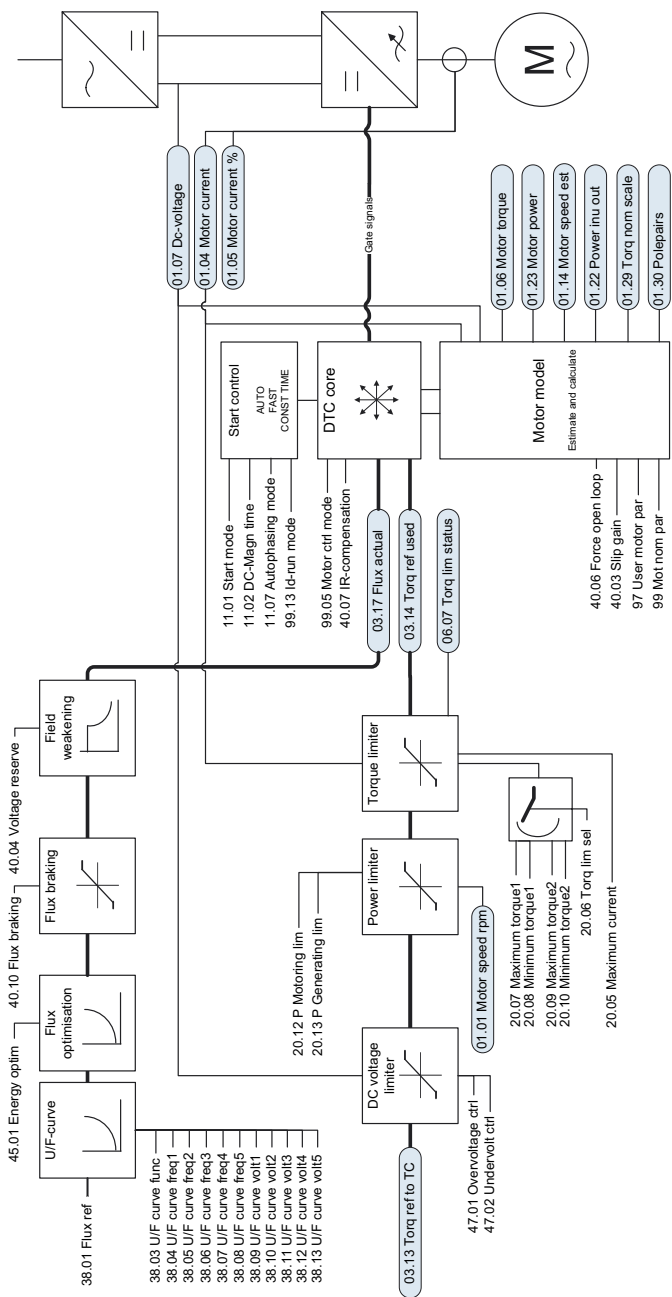 38.01 Flux ref
U/F-curve
38.03 U/F curve func
38.04 U/F curve freq1
38.05 U/F curve freq2
38.06 U/F curve freq3
38.07 U/F curve freq4
38.08 U/F curve freq5
38.09 U/F curve volt1
38.10 U/F curve volt2
38.11 U/F curve volt3
38.12 U/F curve volt4
38.13 U/F curve volt5
45.01 Energy optim
Flux
optimisation
40.10 Flux braking
Flux braking
40.04 Voltage reserve
Field
weakening
03.13 Torq ref to TC
DC voltage
limiter
47.01 Overvoltage ctrl
47.02 Undervolt ctrl
20.12 P Motoring lim
20.13 P Generating lim
Power limiter
01.01 Motor speed rpm
Torque limiter
20.07 Maximum torque1
20.08 Minimum torque1
20.09 Maximum torque2
20.10 Minimum torque2
20.06 Torq lim sel
20.05 Maximum current
03.17 Flux actual
03.14 Torq ref used
06.07 Torq lim status
11.01 Start mode
11.02 DC-Magn time
11.07 Autophasing mode
99.13 Id-run mode
Start control
AUTO
FAST
CONST TIME
99.05 Motor ctrl mode
40.07 IR-compensation
DTC core
40.06 Force open loop
40.03 Slip gain
97 User motor par
99 Mot nom par
Motor model
Estimate and calculate
Gate signals
01.07 Dc-voltage
01.04 Motor current
01.05 Motor current %
01.06 Motor torque
01.23 Motor power
01.14 Motor speed est
01.22 Power inu out
01.29 Torq nom scale
01.30 Polepairs
M